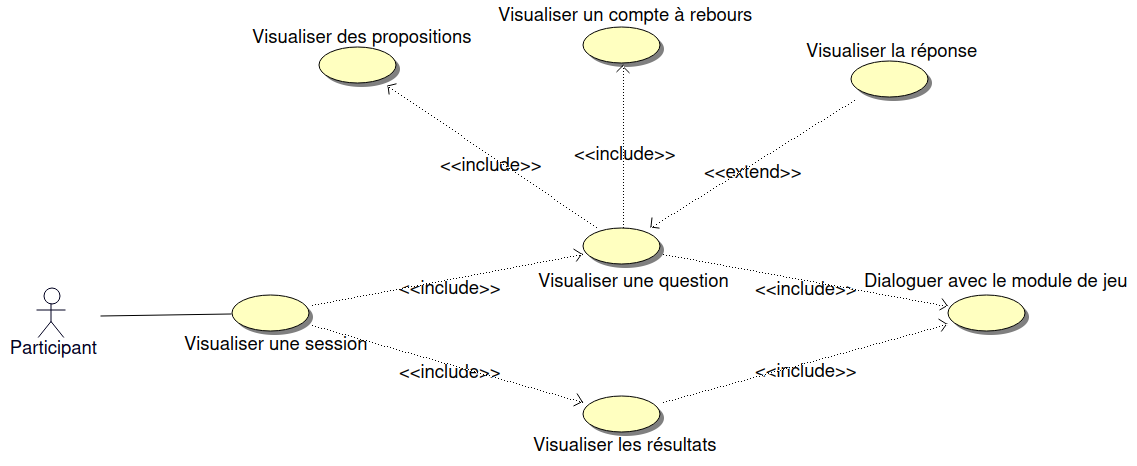 Visualiser un compte à rebours
Visualiser des propositions
Visualiser la réponse
<<include>>
<<include>>
<<extend>>
Visualiser une question
Dialoguer avec le module de jeu
<<include>>
<<include>>
Participant
Visualiser une session
<<include>>
<<include>>
Visualiser les résultats